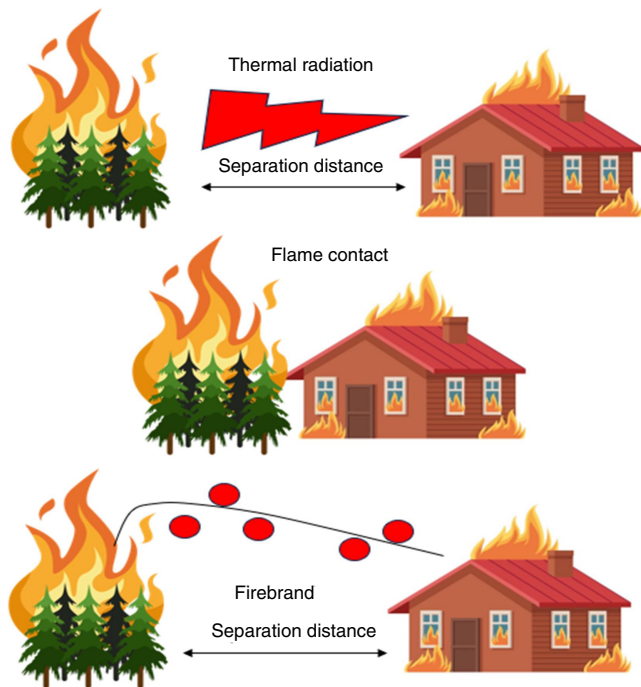 Thermal radiation
Separation distance
Flame contact
Firebrand
Separation distance